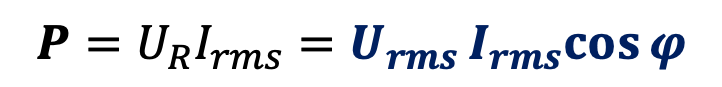 P = U_R I_rms = U_rms I_rms cos φ